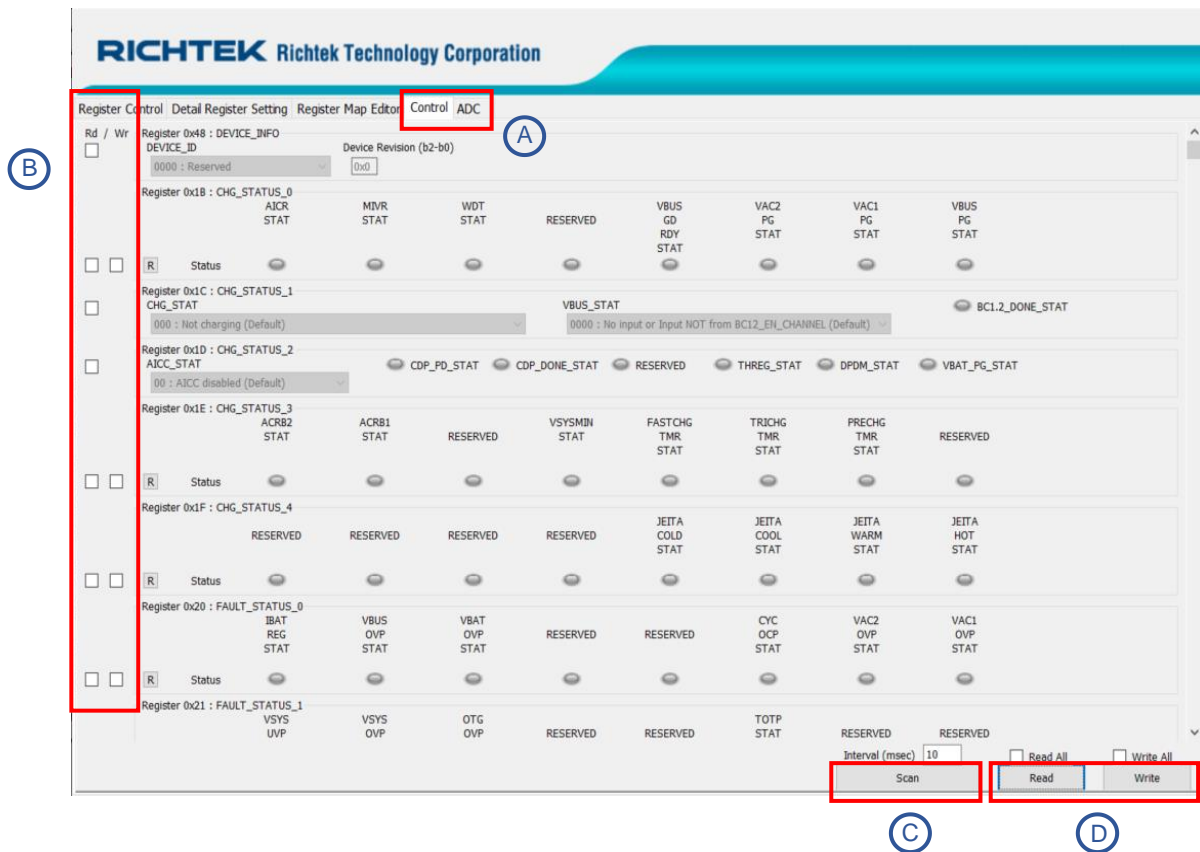 RICHTEK Richtek Technology Corporation
Register Control Detail Register Setting Register Map Editor Control ADC
A
B
Rd / Wr
Register 0x48 : DEVICE_INFO
DEVICE_ID Device Revision (b2-b0)
0000 : Reserved 0x0
Register 0x1B : CHG_STATUS_0
AICR MIVR WDT VBUS VAC2 VAC1 VBUS
STAT STAT STAT RESERVED GD PG PG PG
RDY STAT STAT STAT
STAT
R Status
Register 0x1C : CHG_STATUS_1
CHG_STAT VBUS_STAT BC1.2_DONE_STAT
000 : Not charging (Default) 0000 : No input or Input NOT from BC12_EN_CHANNEL (Default)
Register 0x1D : CHG_STATUS_2
AICC_STAT CDP_PD_STAT CDP_DONE_STAT RESERVED THREG_STAT DPDM_STAT VBAT_PG_STAT
00 : AICC disabled (Default)
Register 0x1E : CHG_STATUS_3
ACRB2 ACRB1 VSYSMIN FASTCHG TRICHG PRECHG
STAT STAT RESERVED STAT TMR TMR TMR RESERVED
STAT STAT STAT
R Status
Register 0x1F : CHG_STATUS_4
JEITA JEITA JEITA JEITA
RESERVED RESERVED RESERVED RESERVED COLD COOL WARM HOT
STAT STAT STAT STAT
R Status
Register 0x20 : FAULT_STATUS_0
IBAT VBUS VBAT CYC VAC2 VAC1
REG OVP OVP RESERVED RESERVED OCP OVP OVP
STAT STAT STAT STAT STAT STAT
R Status
Register 0x21 : FAULT_STATUS_1
VSYS VSYS OTG TOTP
UVP OVP OVP RESERVED RESERVED STAT RESERVED RESERVED
Interval (msec) 10 Read All Write All
Scan Read Write
C D